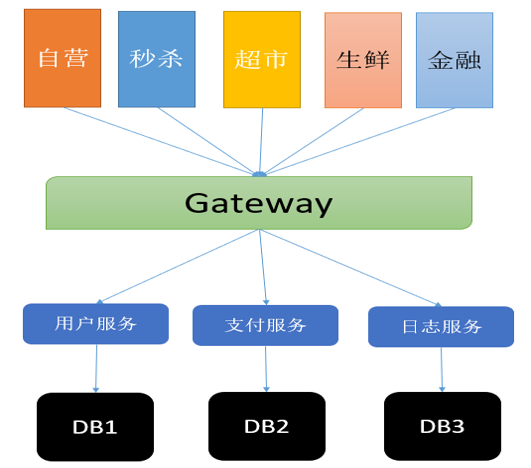 自营
秒杀
超市
生鲜
金融
Gateway
用户服务
支付服务
日志服务
DB1
DB2
DB3